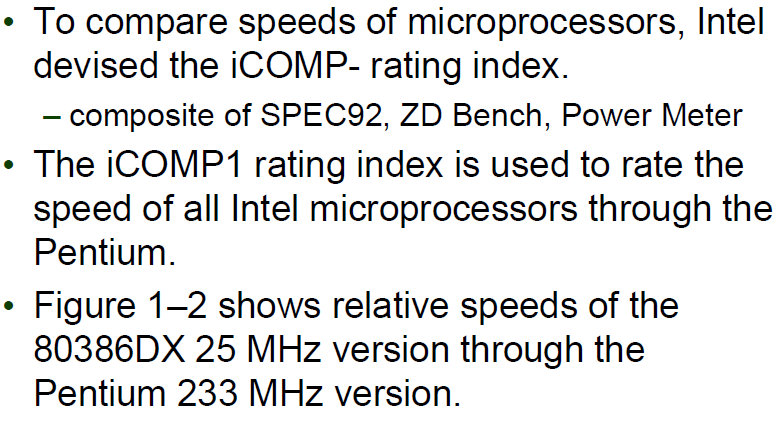 • To compare speeds of microprocessors, Intel
devised the iCOMP- rating index.
– composite of SPEC92, ZD Bench, Power Meter
• The iCOMP1 rating index is used to rate the
speed of all Intel microprocessors through the
Pentium.
• Figure 1–2 shows relative speeds of the
80386DX 25 MHz version through the
Pentium 233 MHz version.